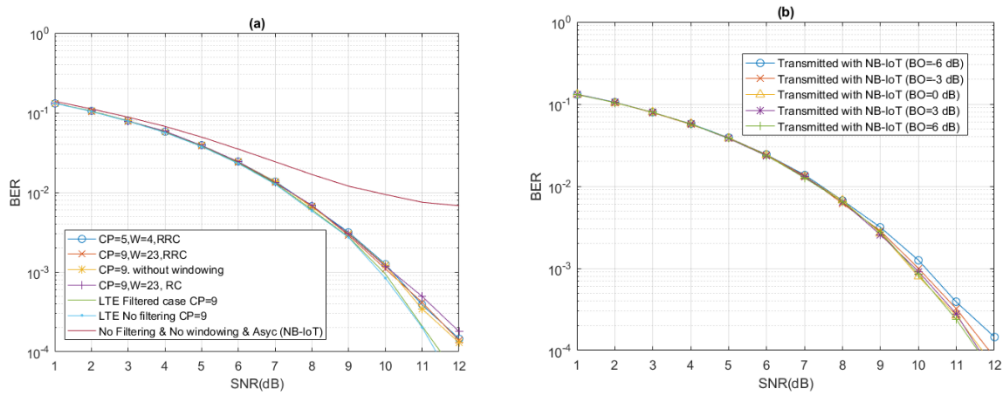 (a)
10^0
10^-1
10^-2
10^-3
10^-4
BER
1 2 3 4 5 6 7 8 9 10 11 12
SNR(dB)
CP=5,W=4,RRC
CP=9,W=23,RRC
CP=9. without windowing
CP=9,W=23, RC
LTE Filtered case CP=9
LTE No filtering CP=9
No Filtering & No windowing & Asyc (NB-IoT)
(b)
10^0
10^-1
10^-2
10^-3
10^-4
BER
1 2 3 4 5 6 7 8 9 10 11 12
SNR(dB)
Transmitted with NB-IoT (BO=-6 dB)
Transmitted with NB-IoT (BO=-3 dB)
Transmitted with NB-IoT (BO=0 dB)
Transmitted with NB-IoT (BO=3 dB)
Transmitted with NB-IoT (BO=6 dB)